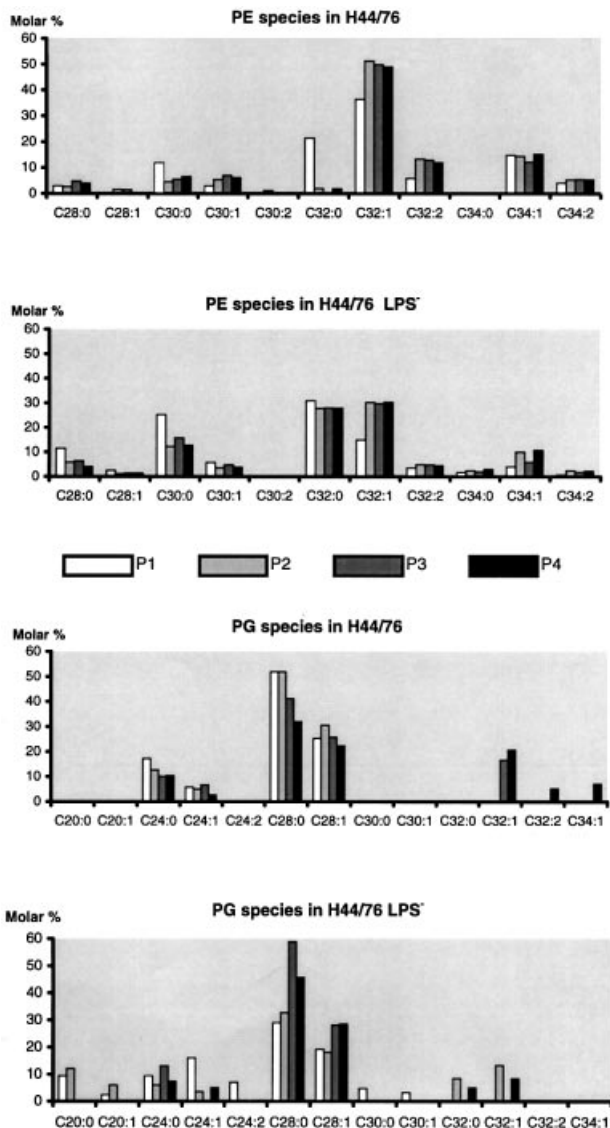 PE species in H44/76
Molar %
60
50
40
30
20
10
0
C28:0 C28:1 C30:0 C30:1 C30:2 C32:0 C32:1 C32:2 C34:0 C34:1 C34:2
PE species in H44/76 LPS-
Molar %
60
50
40
30
20
10
0
C28:0 C28:1 C30:0 C30:1 C30:2 C32:0 C32:1 C32:2 C34:0 C34:1 C34:2
P1 P2 P3 P4
PG species in H44/76
Molar %
60
50
40
30
20
10
0
C20:0 C20:1 C24:0 C24:1 C24:2 C28:0 C28:1 C30:0 C30:1 C32:0 C32:1 C32:2 C34:1
PG species in H44/76 LPS-
Molar %
60
50
40
30
20
10
0
C20:0 C20:1 C24:0 C24:1 C24:2 C28:0 C28:1 C30:0 C30:1 C32:0 C32:1 C32:2 C34:1